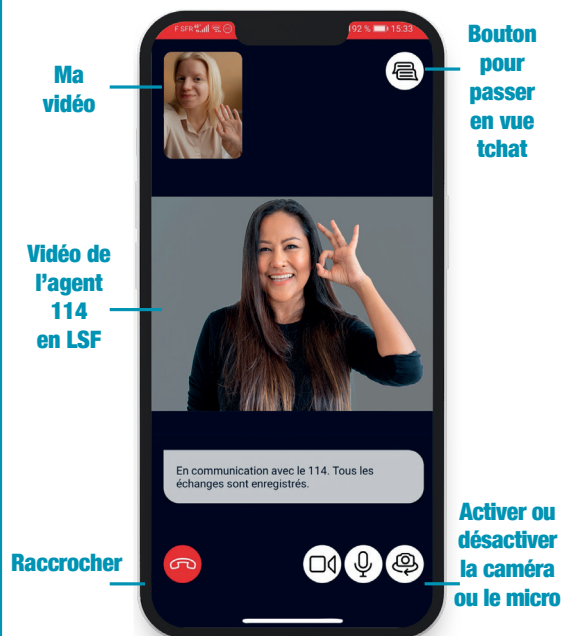 F SFR
92 % 15.33
Ma
vidéo
Bouton
pour
passer
en vue
tchat
Vidéo de
l'agent
114
en LSF
En communication avec le 114. Tous les
échanges sont enregistrés.
Raccrocher
Activer ou
désactiver
la caméra
ou le micro